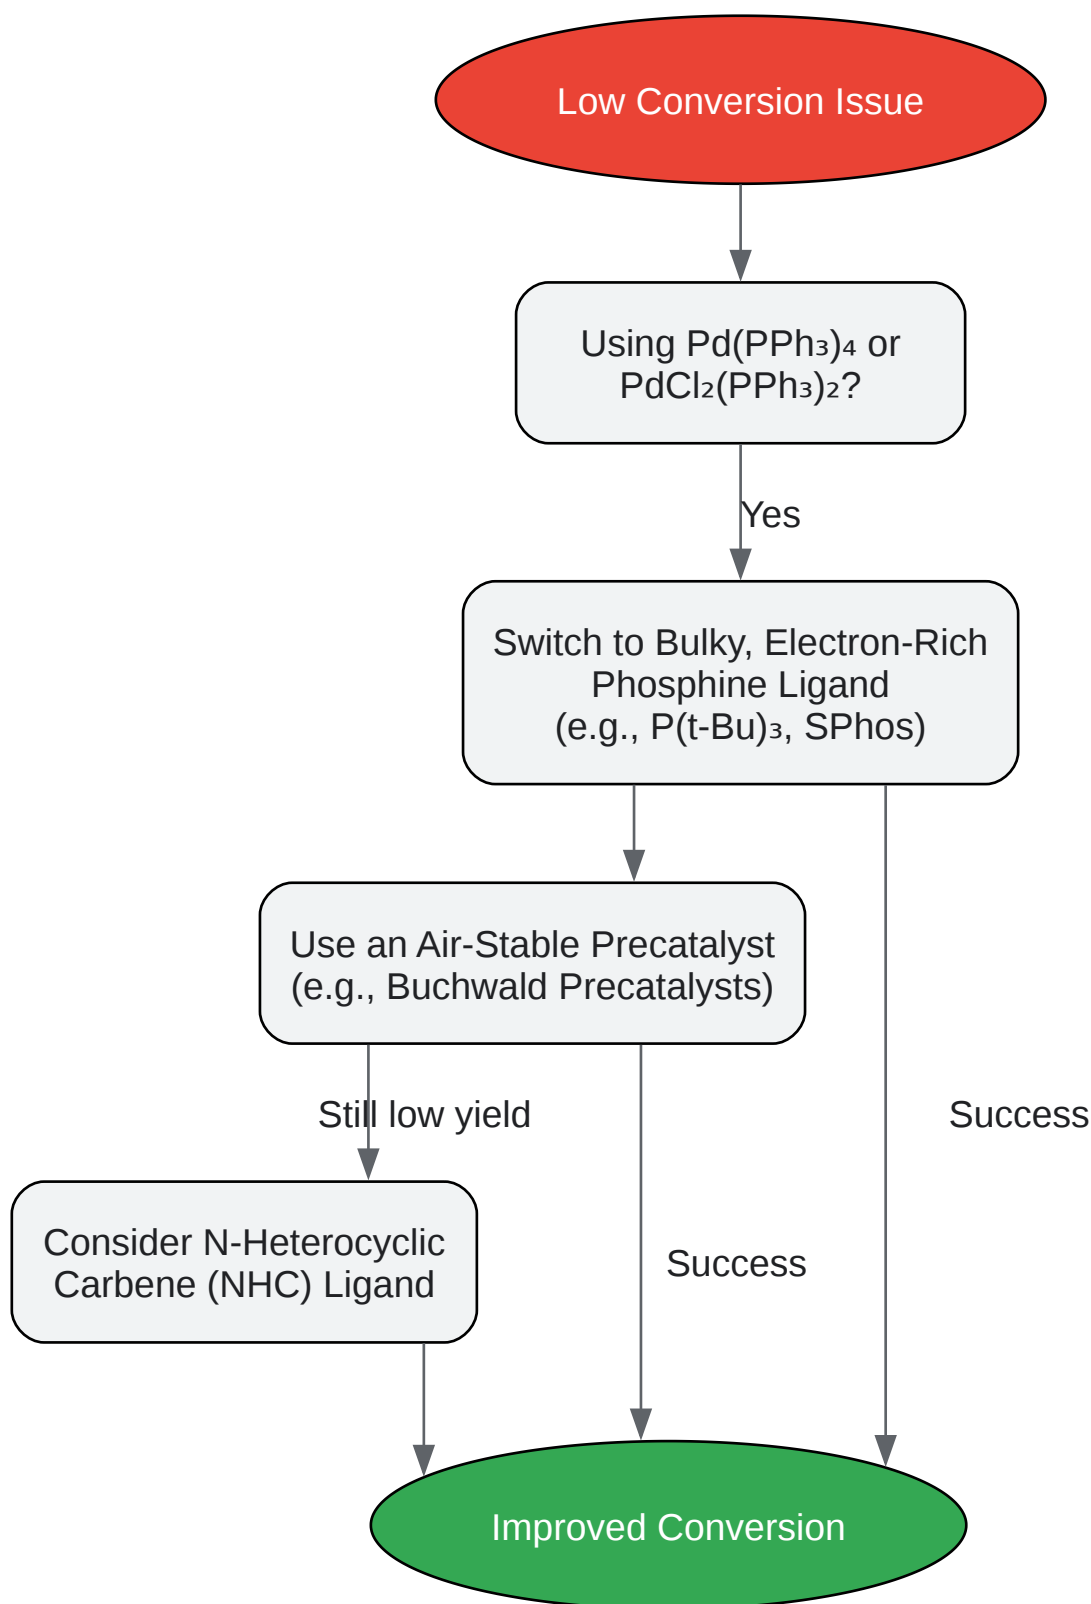 Low Conversion Issue
Using Pd(PPh₃)₄ or
PdCl₂(PPh₃)₂?
Yes
Switch to Bulky, Electron-Rich
Phosphine Ligand
(e.g., P(t-Bu)₃, SPhos)
Use an Air-Stable Precatalyst
(e.g., Buchwald Precatalysts)
Still low yield
Success
Consider N-Heterocyclic
Carbene (NHC) Ligand
Success
Improved Conversion